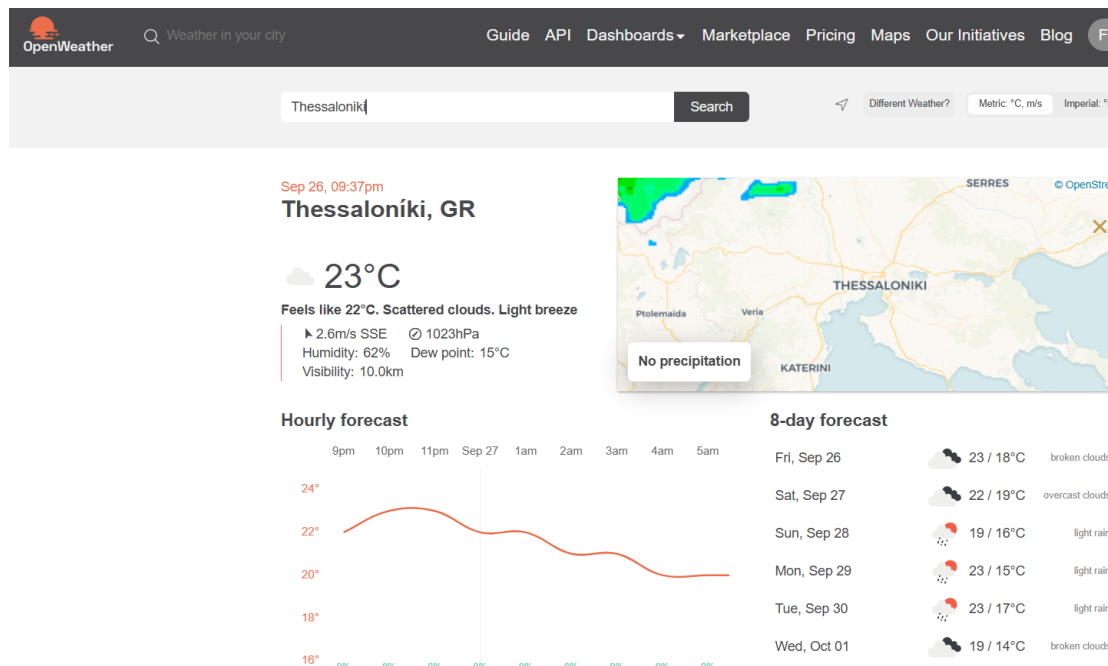 OpenWeather
Weather in your city
Guide API Dashboards Marketplace Pricing Maps Our Initiatives Blog F
Thessaloniki
Search
Different Weather?
Metric: °C, m/s
Imperial: °
Sep 26, 09:37pm
Thessaloníki, GR
23°C
Feels like 22°C. Scattered clouds. Light breeze
2.6m/s SSE 1023hPa
Humidity: 62% Dew point: 15°C
Visibility: 10.0km
SERRES
© OpenStre
THESSALONIKI
Ptolemaida
Veria
No precipitation
KATERINI
Hourly forecast
9pm 10pm 11pm Sep 27 1am 2am 3am 4am 5am
24°
22°
20°
18°
16°
8-day forecast
Fri, Sep 26 23 / 18°C broken clouds
Sat, Sep 27 22 / 19°C overcast clouds
Sun, Sep 28 19 / 16°C light rain
Mon, Sep 29 23 / 15°C light rain
Tue, Sep 30 23 / 17°C light rain
Wed, Oct 01 19 / 14°C broken clouds